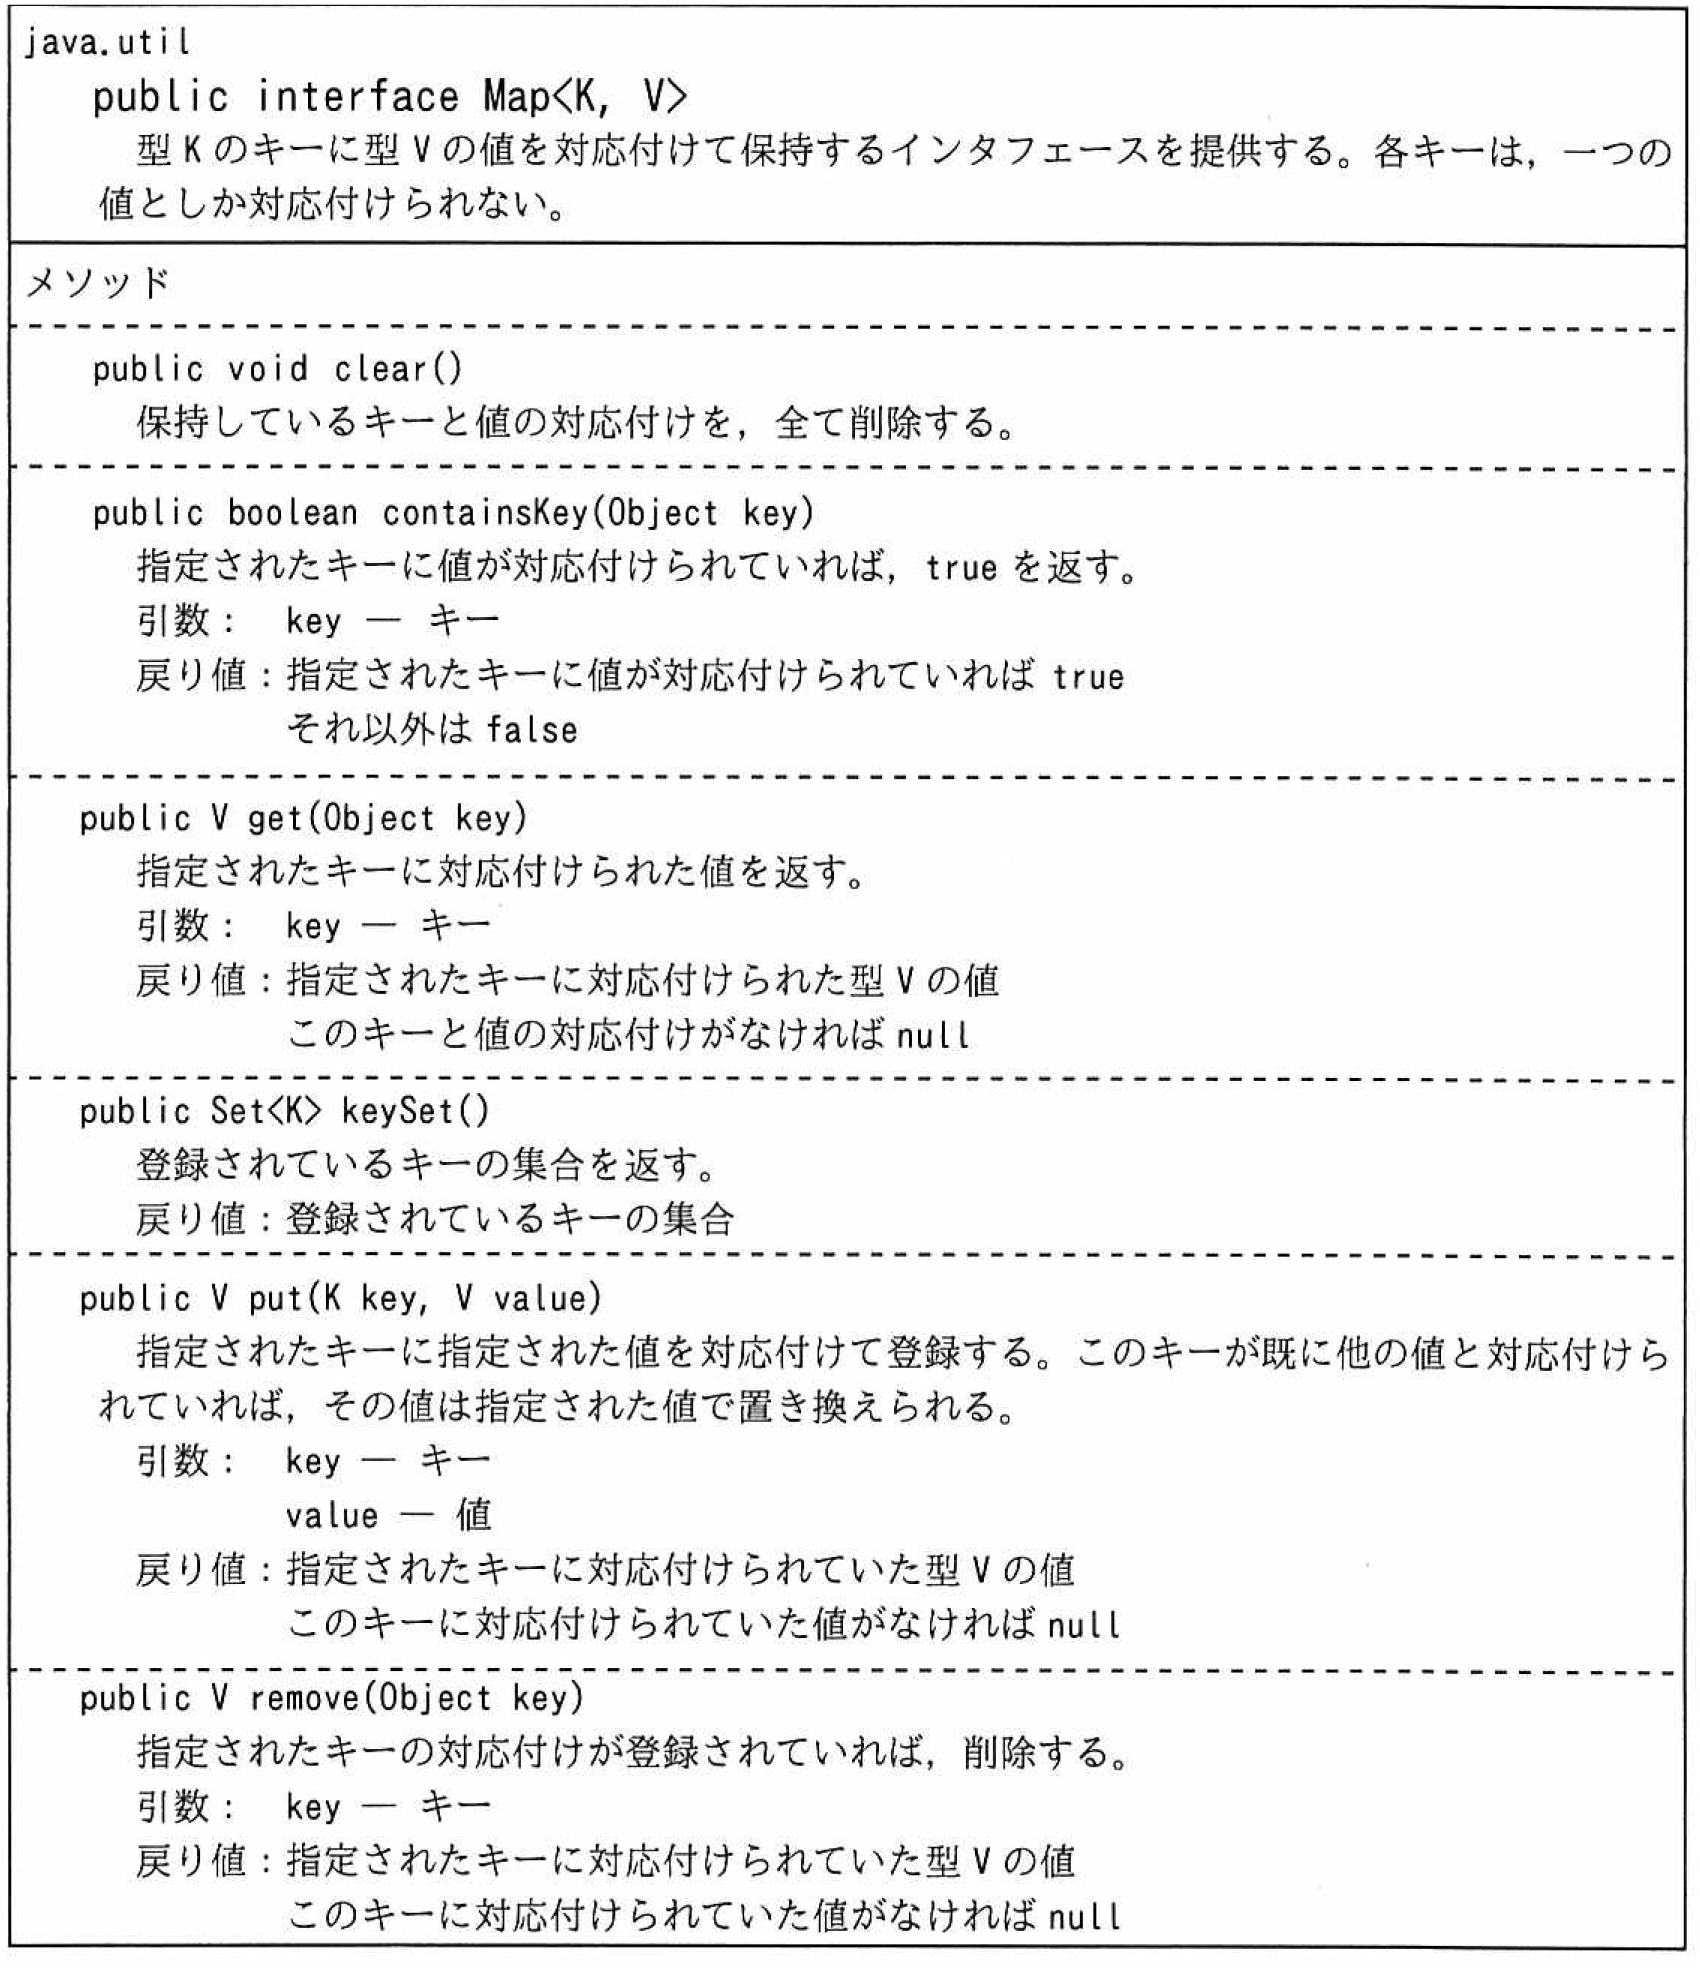 java.util
public interface Map<K, V>
型 K のキーに型 V の値を対応付けて保持するインタフェースを提供する。各キーは，一つの
値としか対応付けられない。
メソッド
public void clear()
保持しているキーと値の対応付けを，全て削除する。
public boolean containsKey(Object key)
指定されたキーに値が対応付けられていれば，true を返す。
引数： key ― キー
戻り値：指定されたキーに値が対応付けられていれば true
それ以外は false
public V get(Object key)
指定されたキーに対応付けられた値を返す。
引数： key ― キー
戻り値：指定されたキーに対応付けられた型 V の値
このキーと値の対応付けがなければ null
public Set<K> keySet()
登録されているキーの集合を返す。
戻り値：登録されているキーの集合
public V put(K key, V value)
指定されたキーに指定された値を対応付けて登録する。このキーが既に他の値と対応付けら
れていれば，その値は指定された値で置き換えられる。
引数： key ― キー
value ― 値
戻り値：指定されたキーに対応付けられていた型 V の値
このキーに対応付けられていた値がなければ null
public V remove(Object key)
指定されたキーの対応付けが登録されていれば，削除する。
引数： key ― キー
戻り値：指定されたキーに対応付けられていた型 V の値
このキーに対応付けられていた値がなければ null